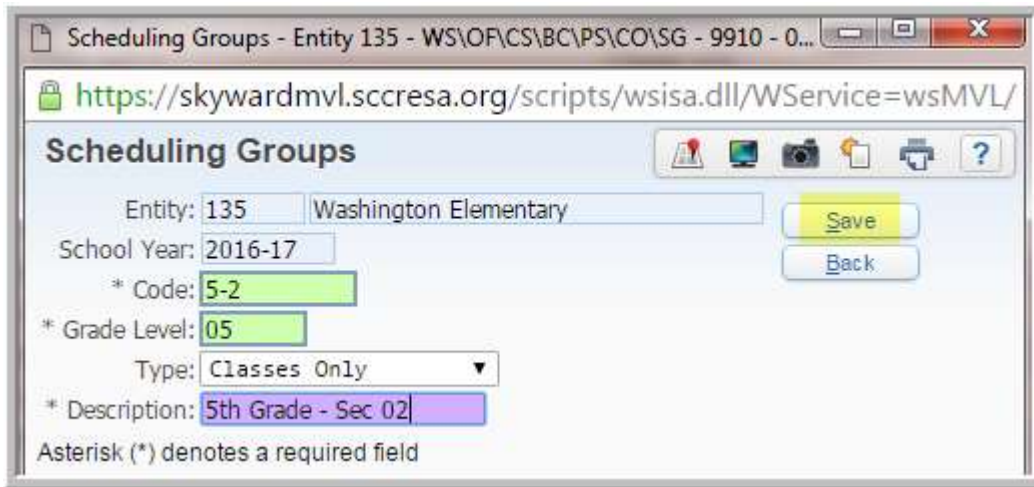 Scheduling Groups - Entity 135 - WS\OF\CS\BC\PS\CO\SG - 9910 - 0...
https://skywardmvl.sccresa.org/scripts/wsisa.dll/WService=wsMVL/
Scheduling Groups
?
Entity: 135 Washington Elementary
Save
School Year: 2016-17
Back
* Code: 5-2
* Grade Level: 05
Type: Classes Only
* Description: 5th Grade - Sec 02
Asterisk (*) denotes a required field